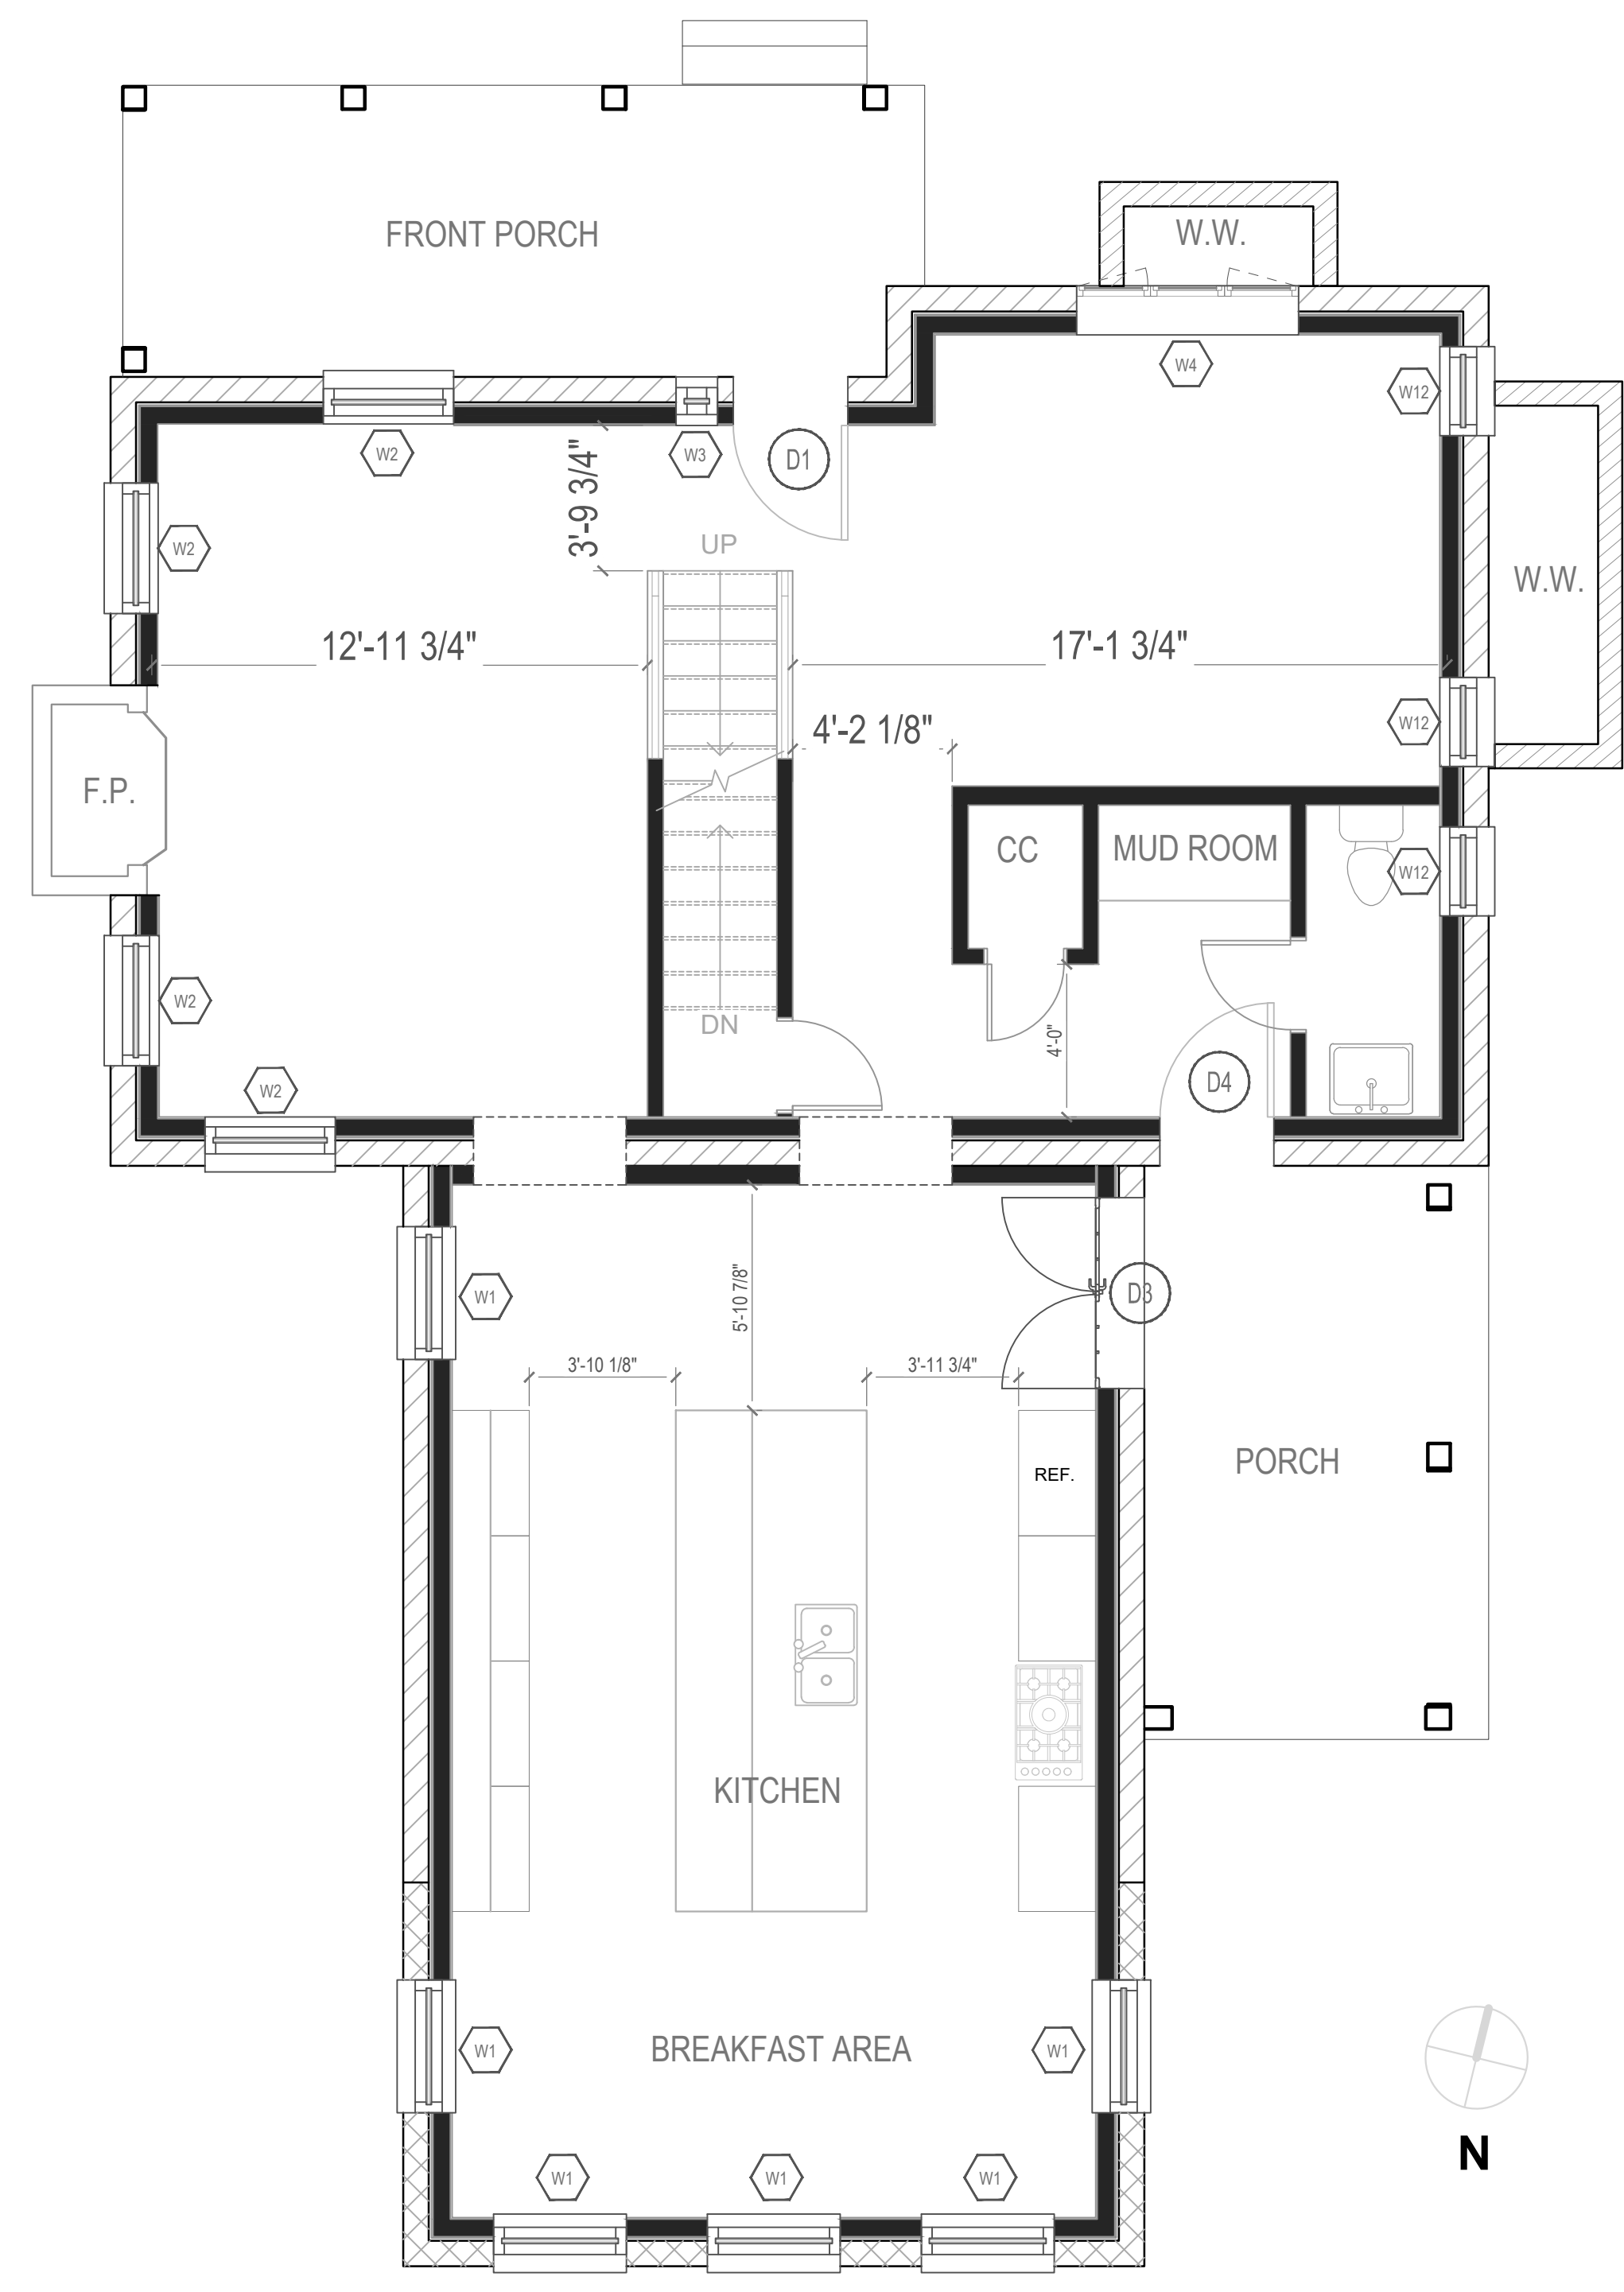 FRONT PORCH
W.W.
W4
W12
W2
W3
D1
3'-9 3/4"
UP
W2
W.W.
12'-11 3/4"
17'-1 3/4"
4'-2 1/8"
W12
F.P.
CC
MUD ROOM
W12
W2
DN
4'-0"
D4
W2
W1
5'-10 7/8"
D3
3'-10 1/8"
3'-11 3/4"
REF.
PORCH
KITCHEN
W1
BREAKFAST AREA
W1
N
W1
W1
W1